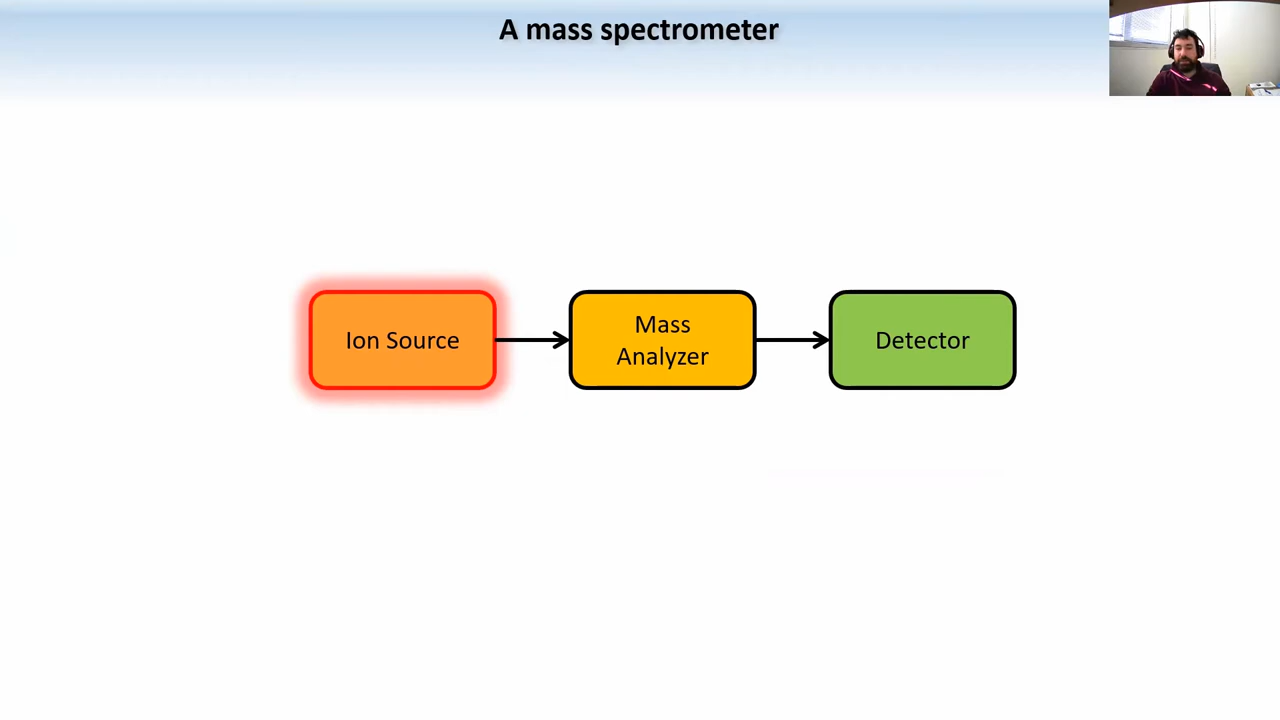 A mass spectrometer
Ion Source
Mass
Analyzer
Detector